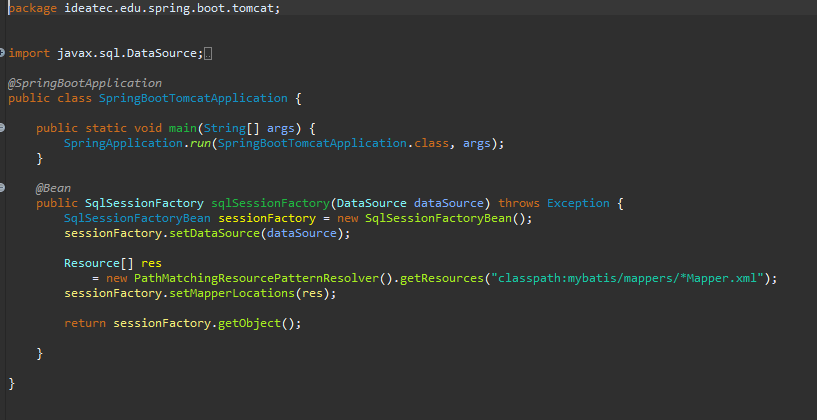 package ideatec.edu.spring.boot.tomcat;
import javax.sql.DataSource;
@SpringBootApplication
public class SpringBootTomcatApplication {
public static void main(String[] args) {
SpringApplication.run(SpringBootTomcatApplication.class, args);
}
@Bean
public SqlSessionFactory sqlSessionFactory(DataSource dataSource) throws Exception {
SqlSessionFactoryBean sessionFactory = new SqlSessionFactoryBean();
sessionFactory.setDataSource(dataSource);
Resource[] res
= new PathMatchingResourcePatternResolver().getResources("classpath:mybatis/mappers/*Mapper.xml");
sessionFactory.setMapperLocations(res);
return sessionFactory.getObject();
}
}